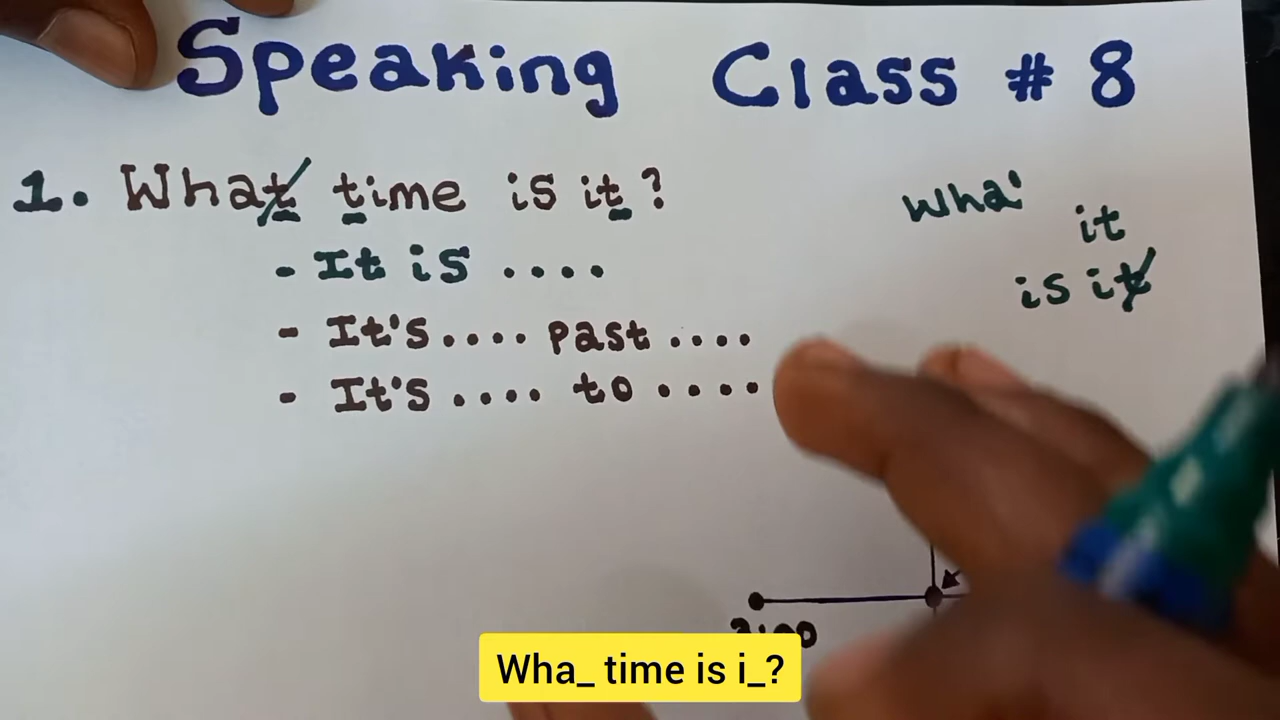 Speaking Class # 8
1. What time is it?
wha'
it
- It is ....
is it
- It's .... past ....
- It's .... to ....
Wha_ time is i_?